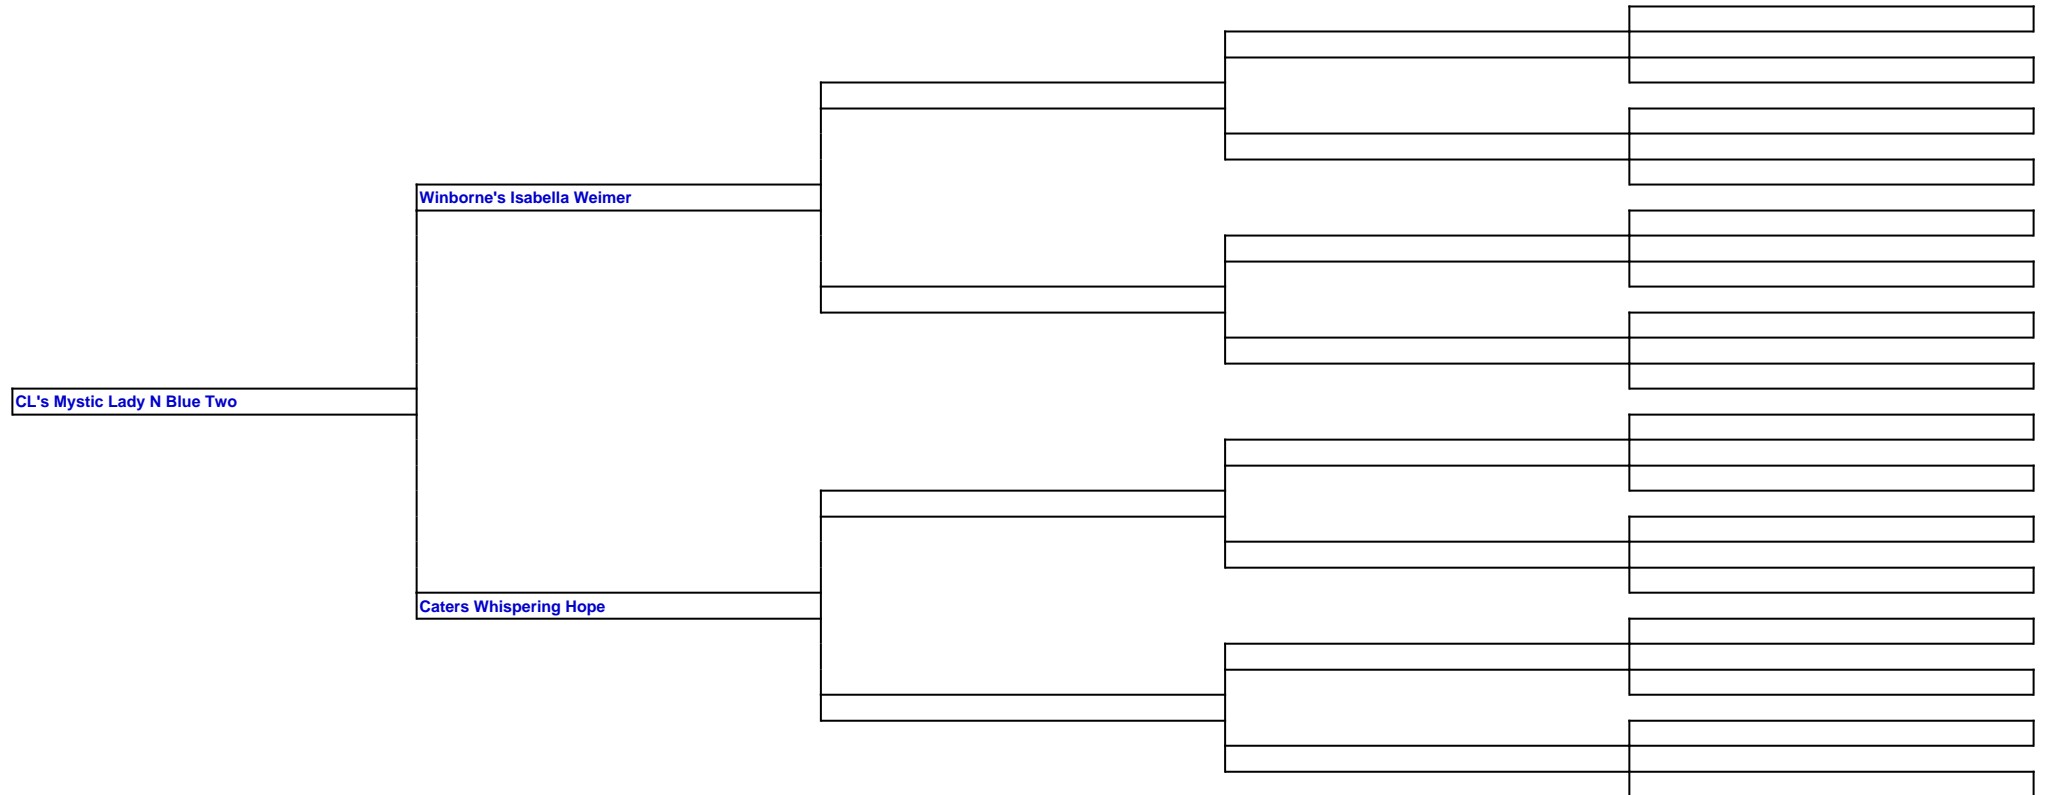 Winborne's Isabella Weimer
CL's Mystic Lady N Blue Two
Caters Whispering Hope